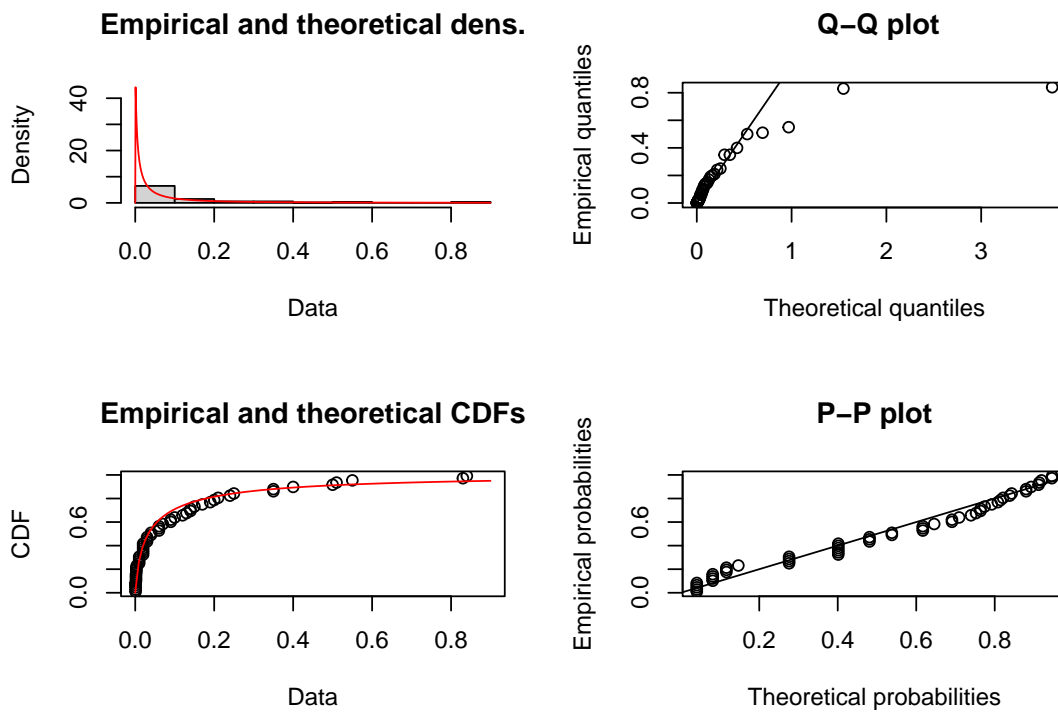 Empirical and theoretical dens.
Density
0 20 40
0.0 0.2 0.4 0.6 0.8
Data
Q−Q plot
Empirical quantiles
0.0 0.4 0.8
0 1 2 3
Theoretical quantiles
Empirical and theoretical CDFs
CDF
0.0 0.6
0.0 0.2 0.4 0.6 0.8
Data
P−P plot
Empirical probabilities
0.0 0.6
0.2 0.4 0.6 0.8
Theoretical probabilities